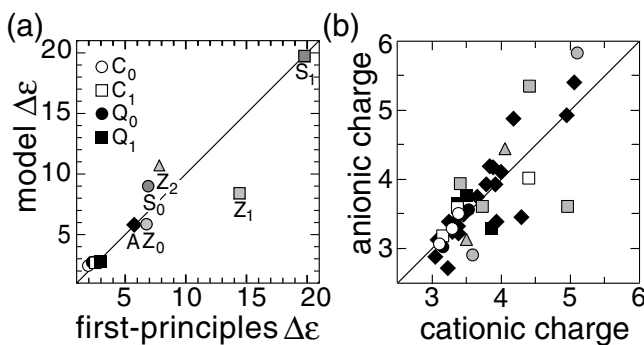 (a)
model Δε
20
15
10
5
5
10
15
20
first-principles Δε
C0
C1
Q0
Q1
S1
Z2
S0
Z1
A
Z0
(b)
anionic charge
6
5
4
3
3
4
5
6
cationic charge